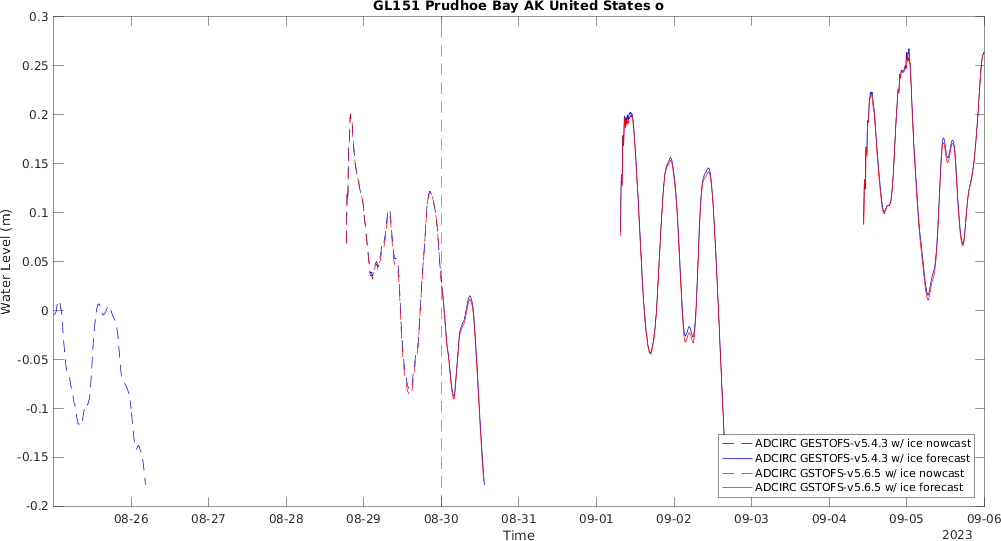 GL151 Prudhoe Bay AK United States o
0.3
0.25
0.2
0.15
0.1
0.05
0
-0.05
-0.1
-0.15
-0.2
Water Level (m)
08-26 08-27 08-28 08-29 08-30 08-31 09-01 09-02 09-03 09-04 09-05 09-06
Time
2023
ADCIRC GESTOFS-v5.4.3 w/ ice nowcast
ADCIRC GESTOFS-v5.4.3 w/ ice forecast
ADCIRC GSTOFS-v5.6.5 w/ ice nowcast
ADCIRC GSTOFS-v5.6.5 w/ ice forecast